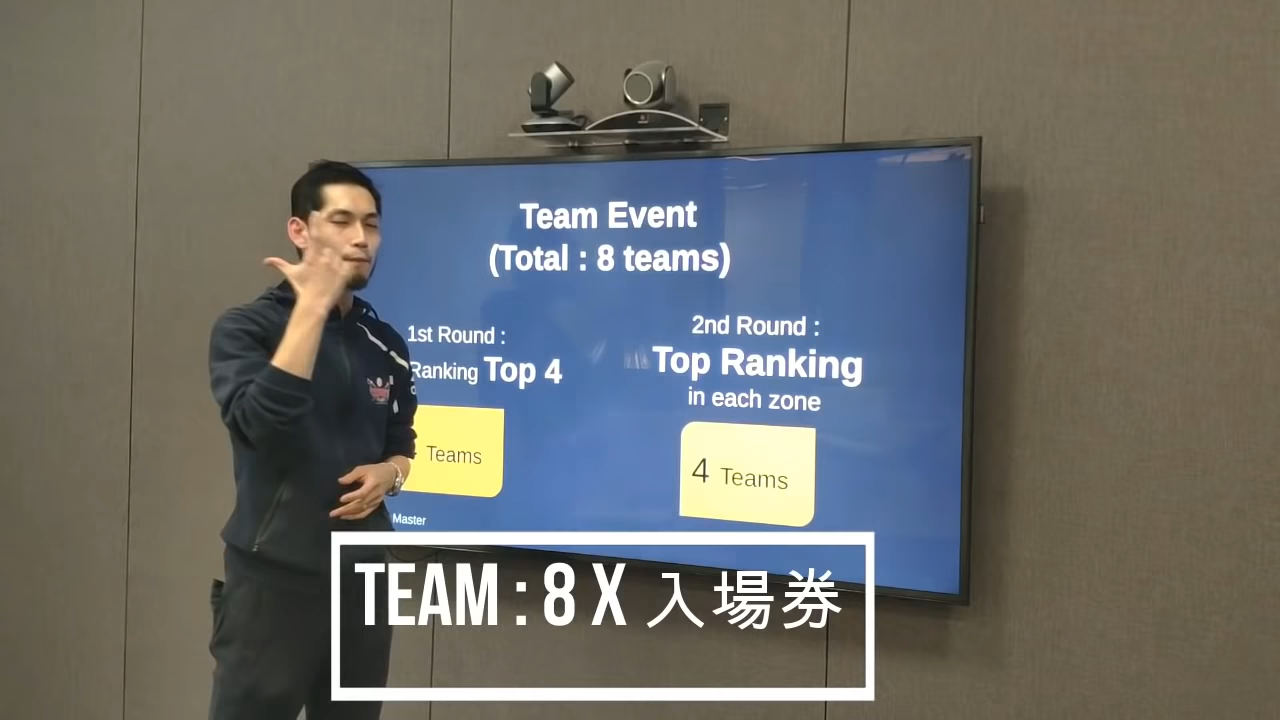 Team Event
(Total : 8 teams)
1st Round :
Ranking Top 4
Teams
2nd Round :
Top Ranking
in each zone
4 Teams
Master
TEAM : 8 X 入場券